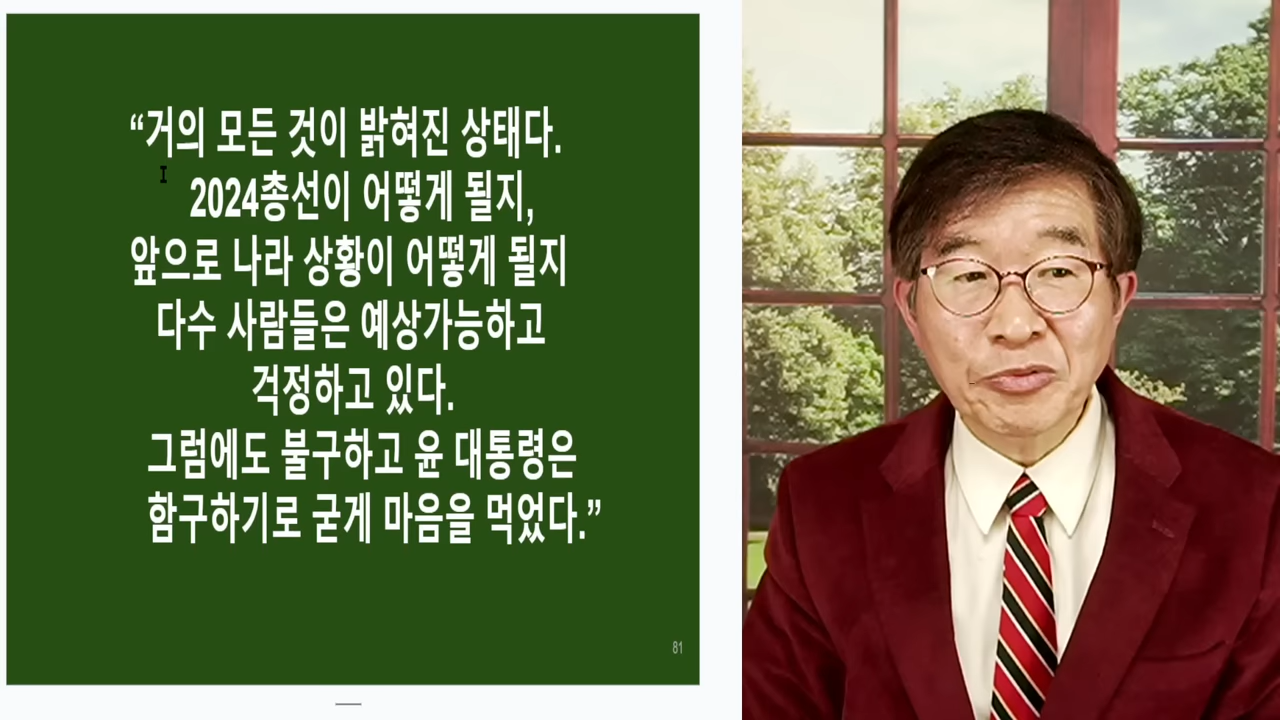 “거의 모든 것이 밝혀진 상태다.
2024총선이 어떻게 될지,
앞으로 나라 상황이 어떻게 될지
다수 사람들은 예상가능하고
걱정하고 있다.
그럼에도 불구하고 윤 대통령은
함구하기로 굳게 마음을 먹었다.”
81